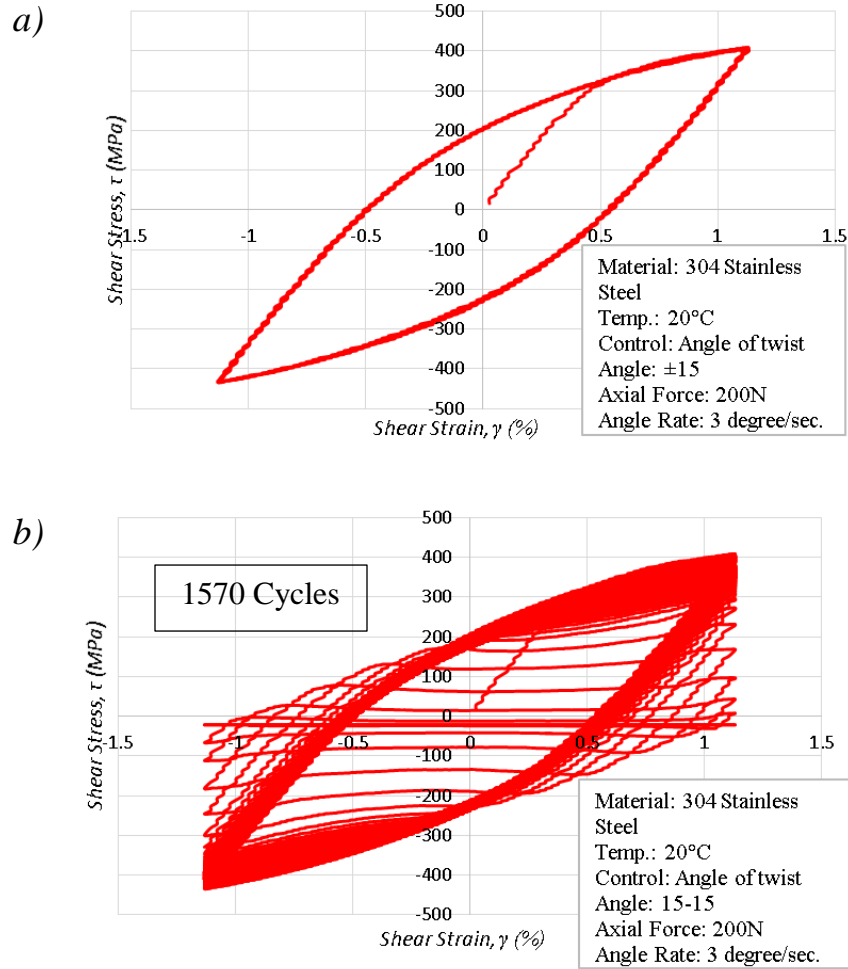 a)
500
400
300
200
100
0
-100
-200
-300
-400
-500
-1.5
-1
-0.5
0
0.5
1
1.5
Shear Stress, τ (MPa)
Shear Strain, γ (%)
Material: 304 Stainless
Steel
Temp.: 20°C
Control: Angle of twist
Angle: ±15
Axial Force: 200N
Angle Rate: 3 degree/sec.
b)
1570 Cycles
500
400
300
200
100
0
-100
-200
-300
-400
-500
-1.5
-1
-0.5
0
0.5
1
1.5
Shear Stress, τ (MPa)
Shear Strain, γ (%)
Material: 304 Stainless
Steel
Temp.: 20°C
Control: Angle of twist
Angle: 15-15
Axial Force: 200N
Angle Rate: 3 degree/sec.